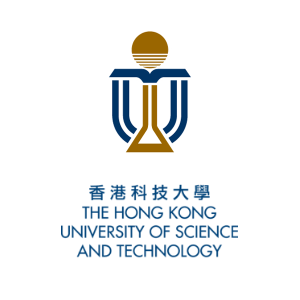 香港科技大學
THE HONG KONG
UNIVERSITY OF SCIENCE
AND TECHNOLOGY